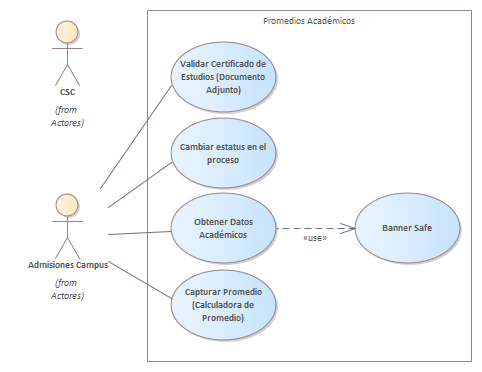 Promedios Académicos
Validar Certificado de
Estudios (Documento
Adjunto)
CSC
(from
Actores)
Cambiar estatus en el
proceso
Obtener Datos
Académicos
«use»
Banner Safe
Admisiones Campus
(from
Actores)
Capturar Promedio
(Calculadora de
Promedio)